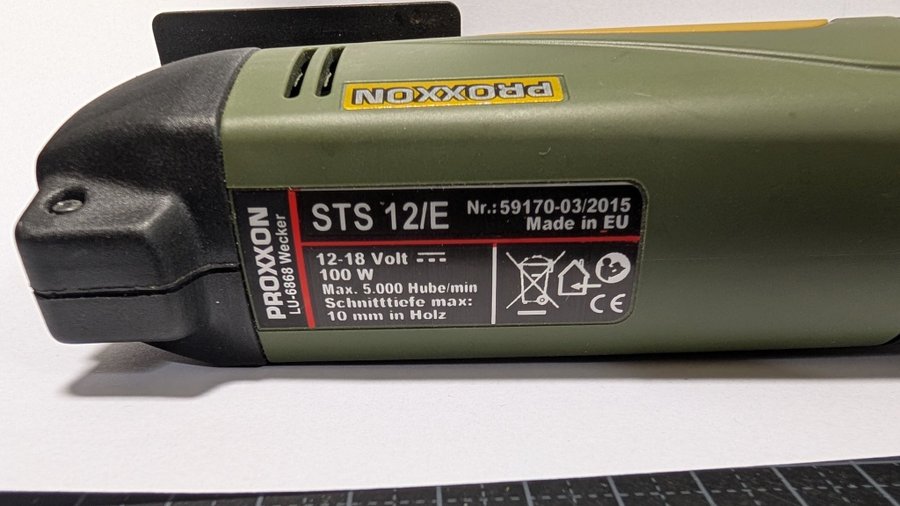 PROXXON
PROXXON
LU-6868 Wecker
STS 12/E
Nr.: 59170-03/2015
Made in EU
12-18 Volt
100 W
Max. 5.000 Hube/min
Schnitttiefe max:
10 mm in Holz
CE